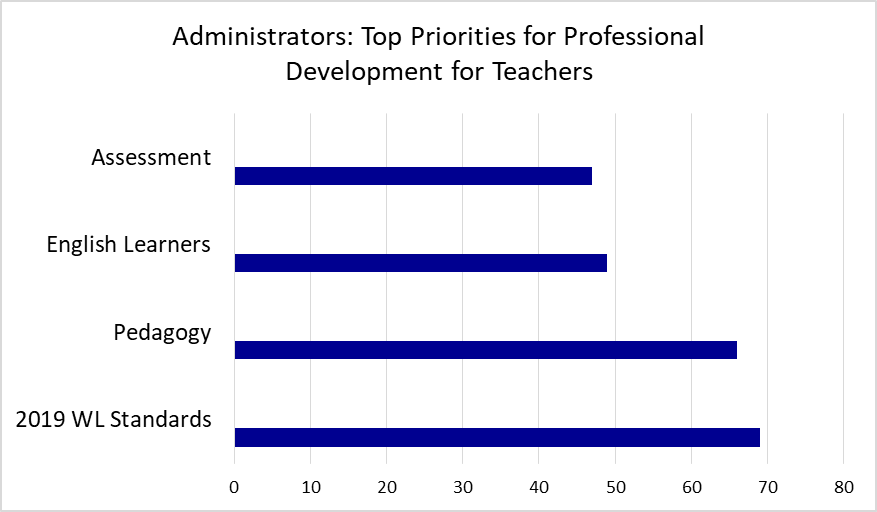 Administrators: Top Priorities for Professional
Development for Teachers
Assessment
English Learners
Pedagogy
2019 WL Standards
0 10 20 30 40 50 60 70 80